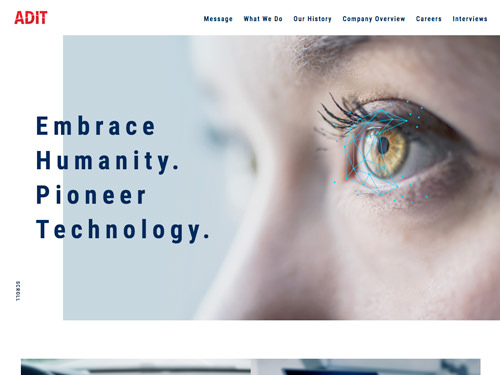 ADIT
Message What We Do Our History Company Overview Careers Interviews
Embrace
Humanity.
Pioneer
Technology.
SCROLL